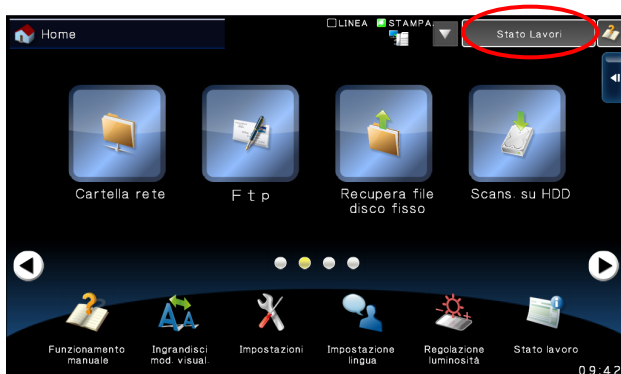 Home
LINEA STAMPA
Stato Lavori
Cartella rete
Ftp
Recupera file
disco fisso
Scans. su HDD
Funzionamento
manuale
Ingrandisci
mod. visual.
Impostazioni
Impostazione
lingua
Regolazione
luminosità
Stato lavoro
09:42